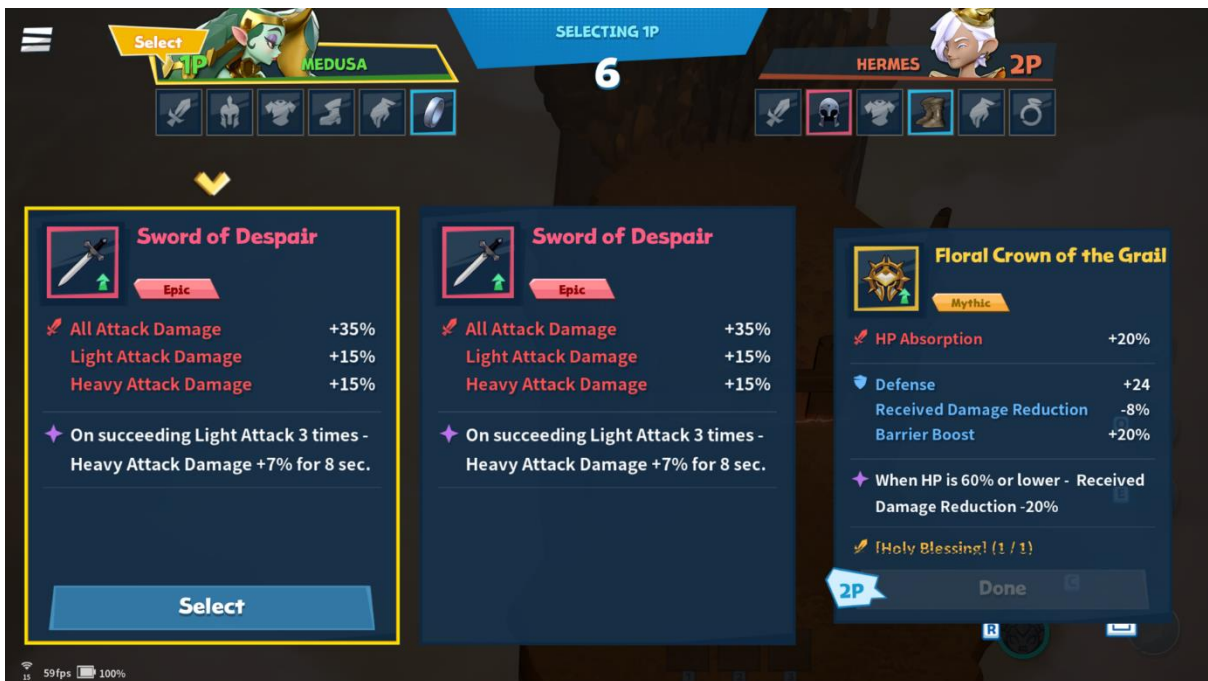 Select
1P
MEDUSA
SELECTING 1P
6
HERMES
2P
Sword of Despair
Epic
All Attack Damage +35%
Light Attack Damage +15%
Heavy Attack Damage +15%
On succeeding Light Attack 3 times -
Heavy Attack Damage +7% for 8 sec.
Select
Sword of Despair
Epic
All Attack Damage +35%
Light Attack Damage +15%
Heavy Attack Damage +15%
On succeeding Light Attack 3 times -
Heavy Attack Damage +7% for 8 sec.
Floral Crown of the Grail
Mythic
HP Absorption +20%
Defense +24
Received Damage Reduction -8%
Barrier Boost +20%
When HP is 60% or lower - Received
Damage Reduction -20%
[Holy Blessing] (1 / 1)
2P
Done
C
E
R
15 59fps 100%